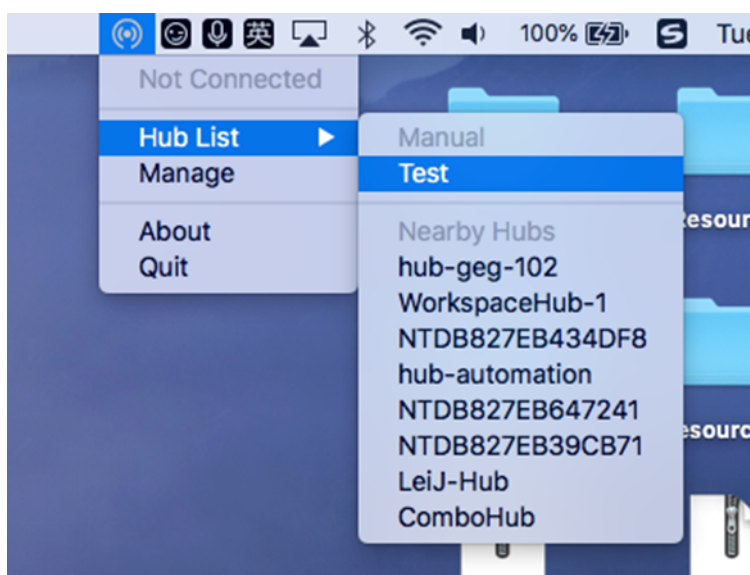 英 100% S Tue
Not Connected
Hub List
Manage
About
Quit
Manual
Test
Nearby Hubs
hub-geg-102
WorkspaceHub-1
NTDB827EB434DF8
hub-automation
NTDB827EB647241
NTDB827EB39CB71
LeiJ-Hub
ComboHub